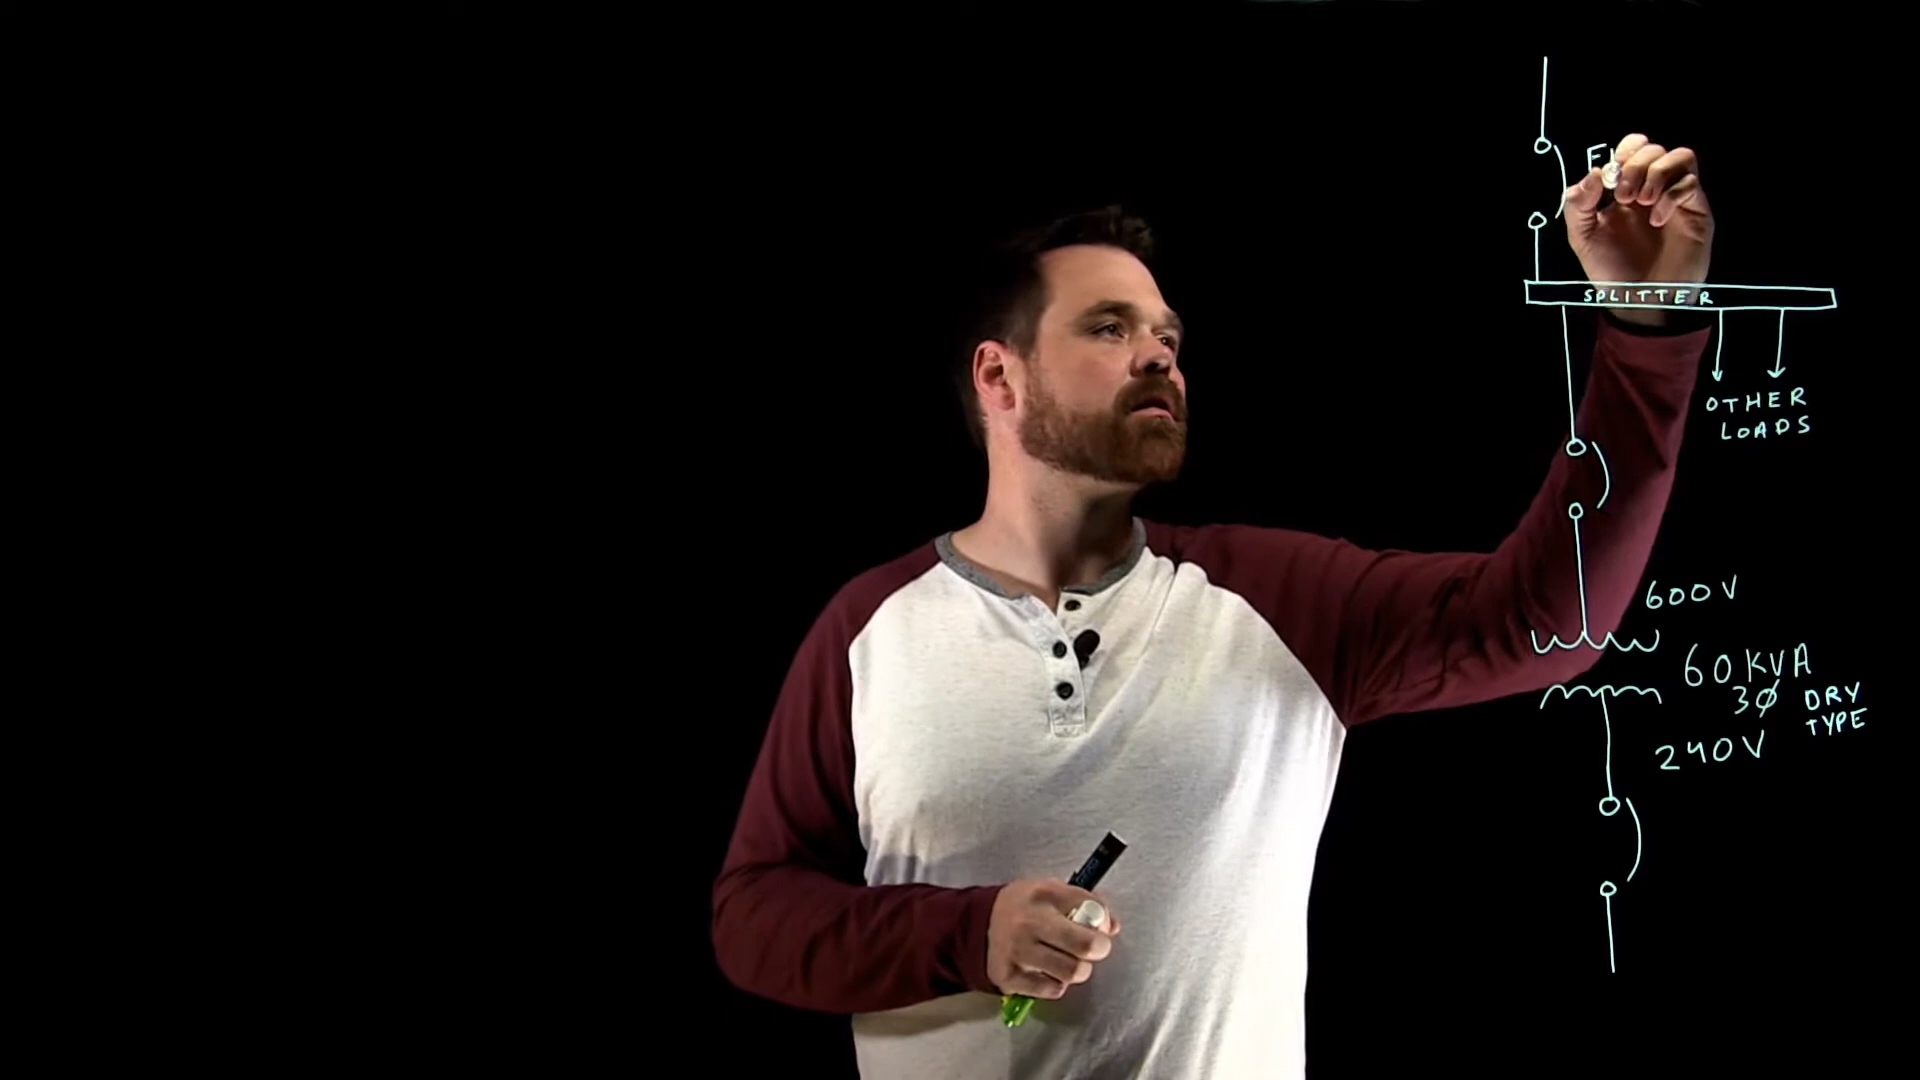 F
SPLITTER
OTHER
LOADS
600V
60KVA
3Ø DRY
TYPE
240V